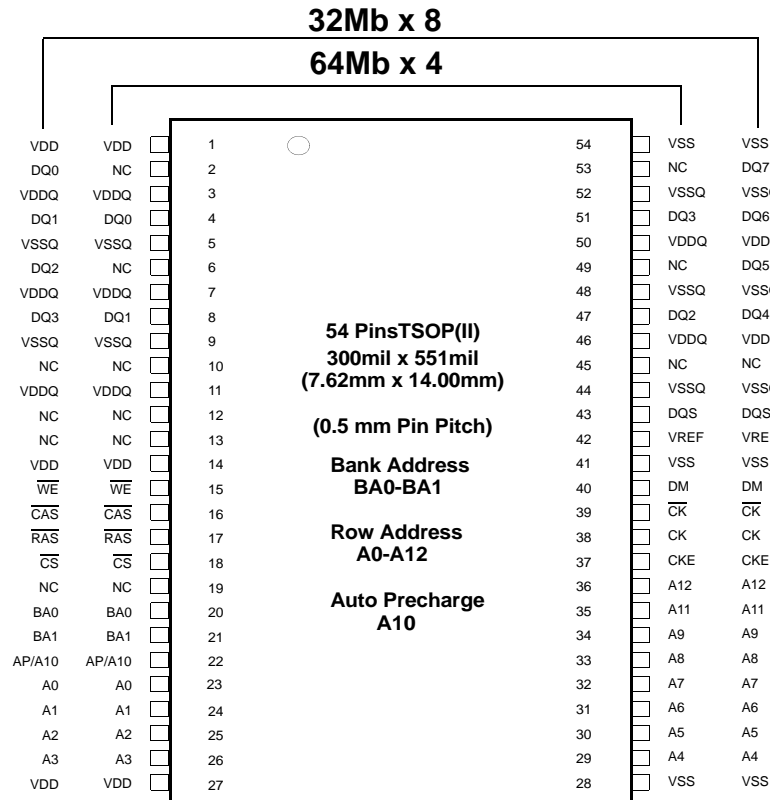 32Mb x 8
64Mb x 4
VDD VDD 1 54 VSS VSS
DQ0 NC 2 53 NC DQ7
VDDQ VDDQ 3 52 VSSQ VSS
DQ1 DQ0 4 51 DQ3 DQ6
VSSQ VSSQ 5 50 VDDQ VDD
DQ2 NC 6 49 NC DQ5
VDDQ VDDQ 7 48 VSSQ VSS
DQ3 DQ1 8 47 DQ2 DQ4
VSSQ VSSQ 9 46 VDDQ VDD
NC NC 10 45 NC NC
VDDQ VDDQ 11 44 VSSQ VSS
NC NC 12 43 DQS DQS
NC NC 13 42 VREF VRE
VDD VDD 14 41 VSS VSS
WE WE 15 40 DM DM
CAS CAS 16 39 CK CK
RAS RAS 17 38 CK CK
CS CS 18 37 CKE CKE
NC NC 19 36 A12 A12
BA0 BA0 20 35 A11 A11
BA1 BA1 21 34 A9 A9
AP/A10 AP/A10 22 33 A8 A8
A0 A0 23 32 A7 A7
A1 A1 24 31 A6 A6
A2 A2 25 30 A5 A5
A3 A3 26 29 A4 A4
VDD VDD 27 28 VSS VSS
54 PinsTSOP(II)
300mil x 551mil
(7.62mm x 14.00mm)
(0.5 mm Pin Pitch)
Bank Address
BA0-BA1
Row Address
A0-A12
Auto Precharge
A10